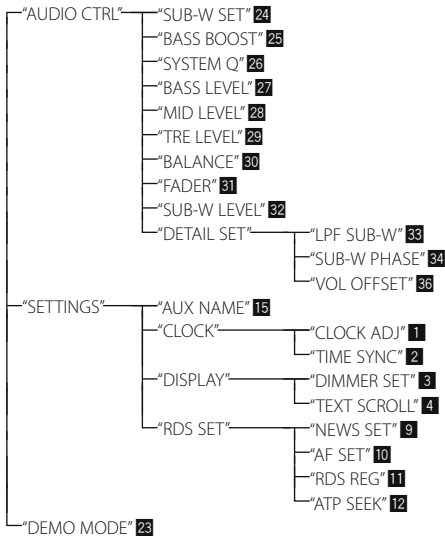 “AUDIO CTRL” “SUB-W SET” 24
“BASS BOOST” 25
“SYSTEM Q” 26
“BASS LEVEL” 27
“MID LEVEL” 28
“TRE LEVEL” 29
“BALANCE” 30
“FADER” 31
“SUB-W LEVEL” 32
“DETAIL SET” “LPF SUB-W” 33
“SUB-W PHASE” 34
“VOL OFFSET” 36
“SETTINGS” “AUX NAME” 15
“CLOCK” “CLOCK ADJ” 1
“TIME SYNC” 2
“DISPLAY” “DIMMER SET” 3
“TEXT SCROLL” 4
“RDS SET” “NEWS SET” 9
“AF SET” 10
“RDS REG” 11
“ATP SEEK” 12
“DEMO MODE” 23